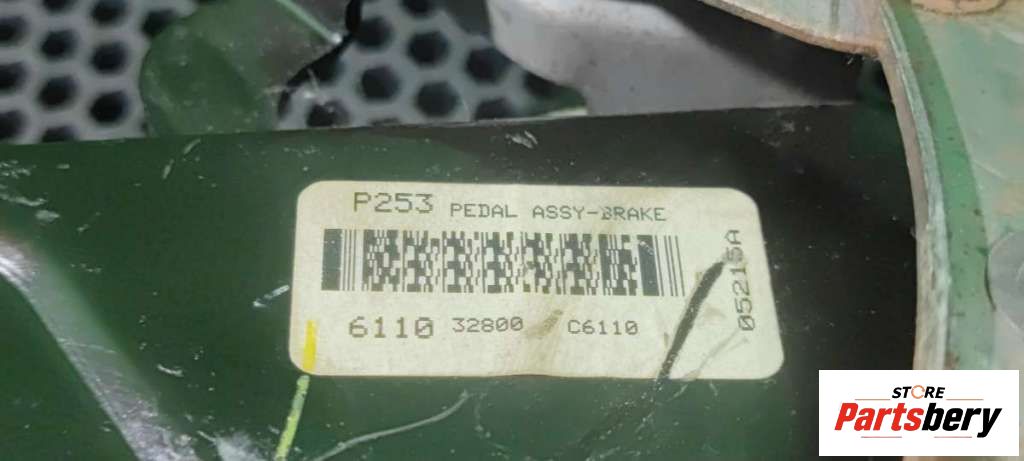 P253 PEDAL ASSY-BRAKE
6110 32800 C6110
05215A
STORE
Partsbery